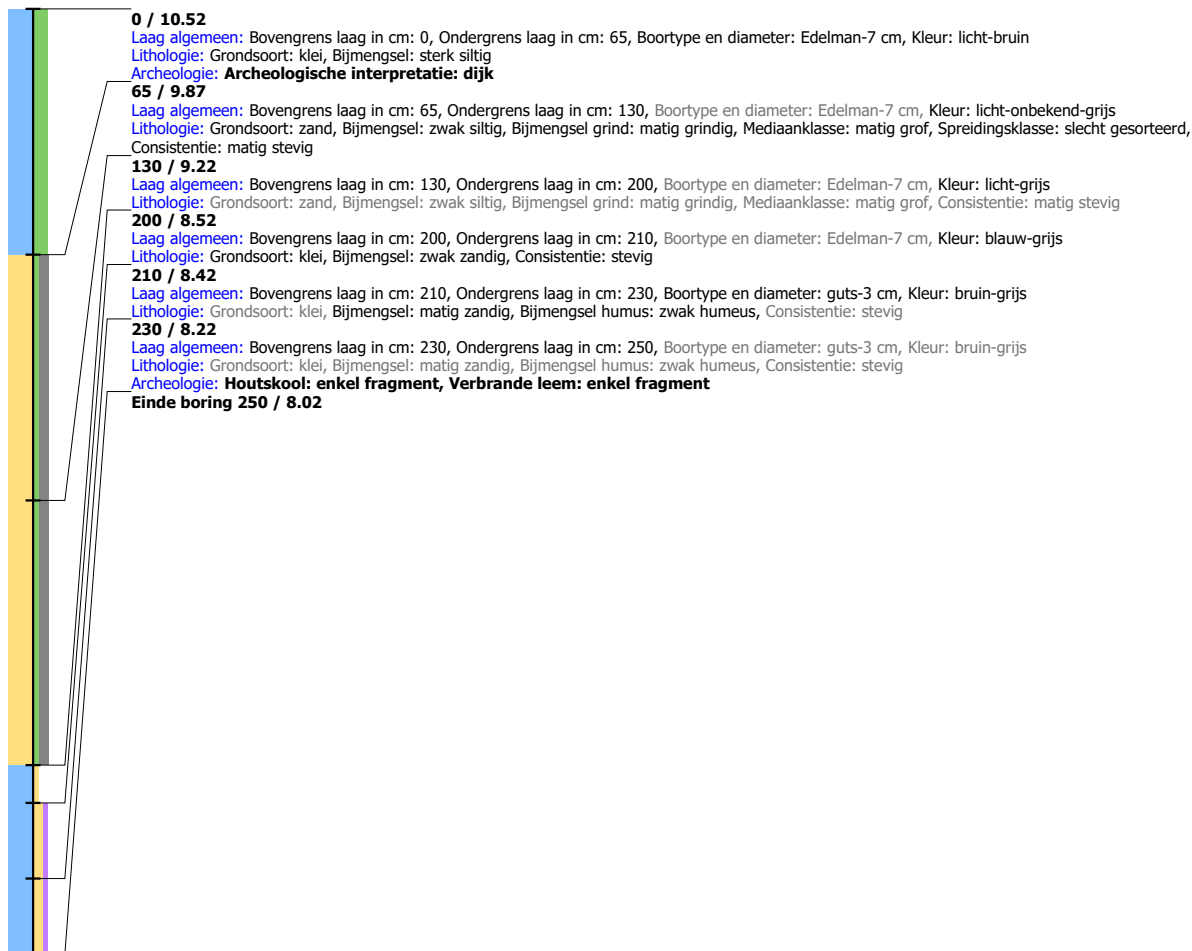 0 / 10.52
Laag algemeen: Bovengrens laag in cm: 0, Ondergrens laag in cm: 65, Boortype en diameter: Edelman-7 cm, Kleur: licht-bruin
Lithologie: Grondsoort: klei, Bijmengsel: sterk siltig
Archeologie: Archeologische interpretatie: dijk
65 / 9.87
Laag algemeen: Bovengrens laag in cm: 65, Ondergrens laag in cm: 130, Boortype en diameter: Edelman-7 cm, Kleur: licht-onbekend-grijs
Lithologie: Grondsoort: zand, Bijmengsel: zwak siltig, Bijmengsel grind: matig grindig, Mediaanklasse: matig grof, Spreidingsklasse: slecht gesorteerd,
Consistentie: matig stevig
130 / 9.22
Laag algemeen: Bovengrens laag in cm: 130, Ondergrens laag in cm: 200, Boortype en diameter: Edelman-7 cm, Kleur: licht-grijs
Lithologie: Grondsoort: zand, Bijmengsel: zwak siltig, Bijmengsel grind: matig grindig, Mediaanklasse: matig grof, Consistentie: matig stevig
200 / 8.52
Laag algemeen: Bovengrens laag in cm: 200, Ondergrens laag in cm: 210, Boortype en diameter: Edelman-7 cm, Kleur: blauw-grijs
Lithologie: Grondsoort: klei, Bijmengsel: zwak zandig, Consistentie: stevig
210 / 8.42
Laag algemeen: Bovengrens laag in cm: 210, Ondergrens laag in cm: 230, Boortype en diameter: guts-3 cm, Kleur: bruin-grijs
Lithologie: Grondsoort: klei, Bijmengsel: matig zandig, Bijmengsel humus: zwak humeus, Consistentie: stevig
230 / 8.22
Laag algemeen: Bovengrens laag in cm: 230, Ondergrens laag in cm: 250, Boortype en diameter: guts-3 cm, Kleur: bruin-grijs
Lithologie: Grondsoort: klei, Bijmengsel: matig zandig, Bijmengsel humus: zwak humeus, Consistentie: stevig
Archeologie: Houtskool: enkel fragment, Verbrande leem: enkel fragment
Einde boring 250 / 8.02